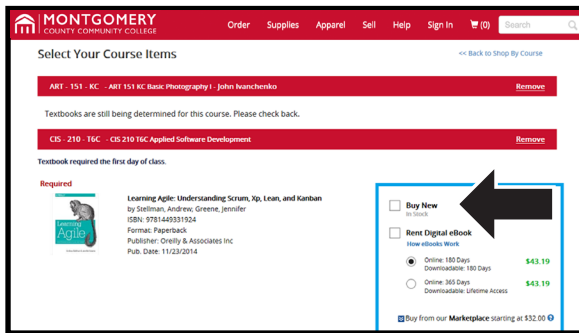 MONTGOMERY
COUNTY COMMUNITY COLLEGE
Order Supplies Apparel Sell Help Sign In (0) Search
Select Your Course Items
<< Back to Shop By Course
ART - 151 - KC - ART 151 KC Basic Photography I - John Ivanchenko Remove
Textbooks are still being determined for this course. Please check back.
CIS - 210 - T6C - CIS 210 T6C Applied Software Development Remove
Textbook required the first day of class.
Required
Learning
Agile
Learning Agile: Understanding Scrum, Xp, Lean, and Kanban
by Stellman, Andrew; Greene, Jennifer
ISBN: 9781449331924
Format: Paperback
Publisher: Oreilly & Associates Inc
Pub. Date: 11/23/2014
Buy New
In Stock
Rent Digital eBook
How eBooks Work
Online: 180 Days $43.19
Downloadable: 180 Days
Online: 365 Days $43.19
Downloadable: Lifetime Access
Buy from our Marketplace starting at $32.00 ?